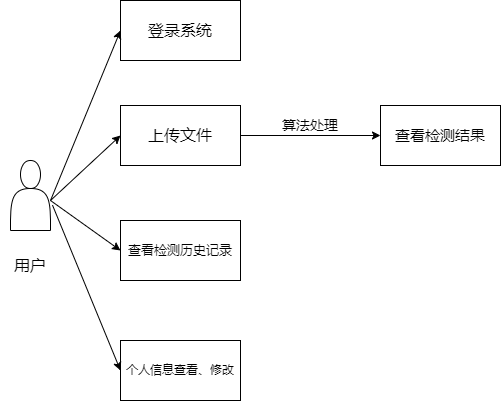 登录系统
上传文件
算法处理
查看检测结果
用户
查看检测历史记录
个人信息查看、修改